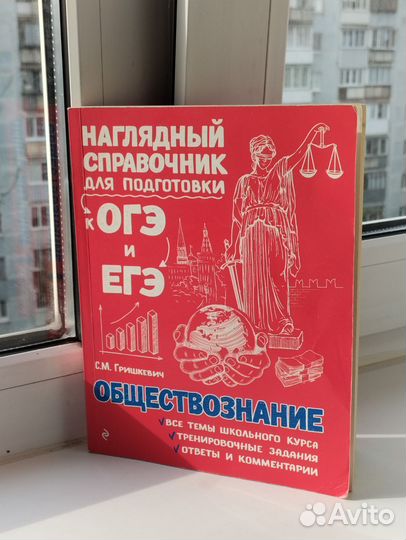 НАГЛЯДНЫЙ
СПРАВОЧНИК
ДЛЯ ПОДГОТОВКИ
К ОГЭ
И
ЕГЭ
С.М. ГРИШКЕВИЧ
ОБЩЕСТВОЗНАНИЕ
√ВСЕ ТЕМЫ ШКОЛЬНОГО КУРСА
√ТРЕНИРОВОЧНЫЕ ЗАДАНИЯ
√ОТВЕТЫ И КОММЕНТАРИИ
Avito